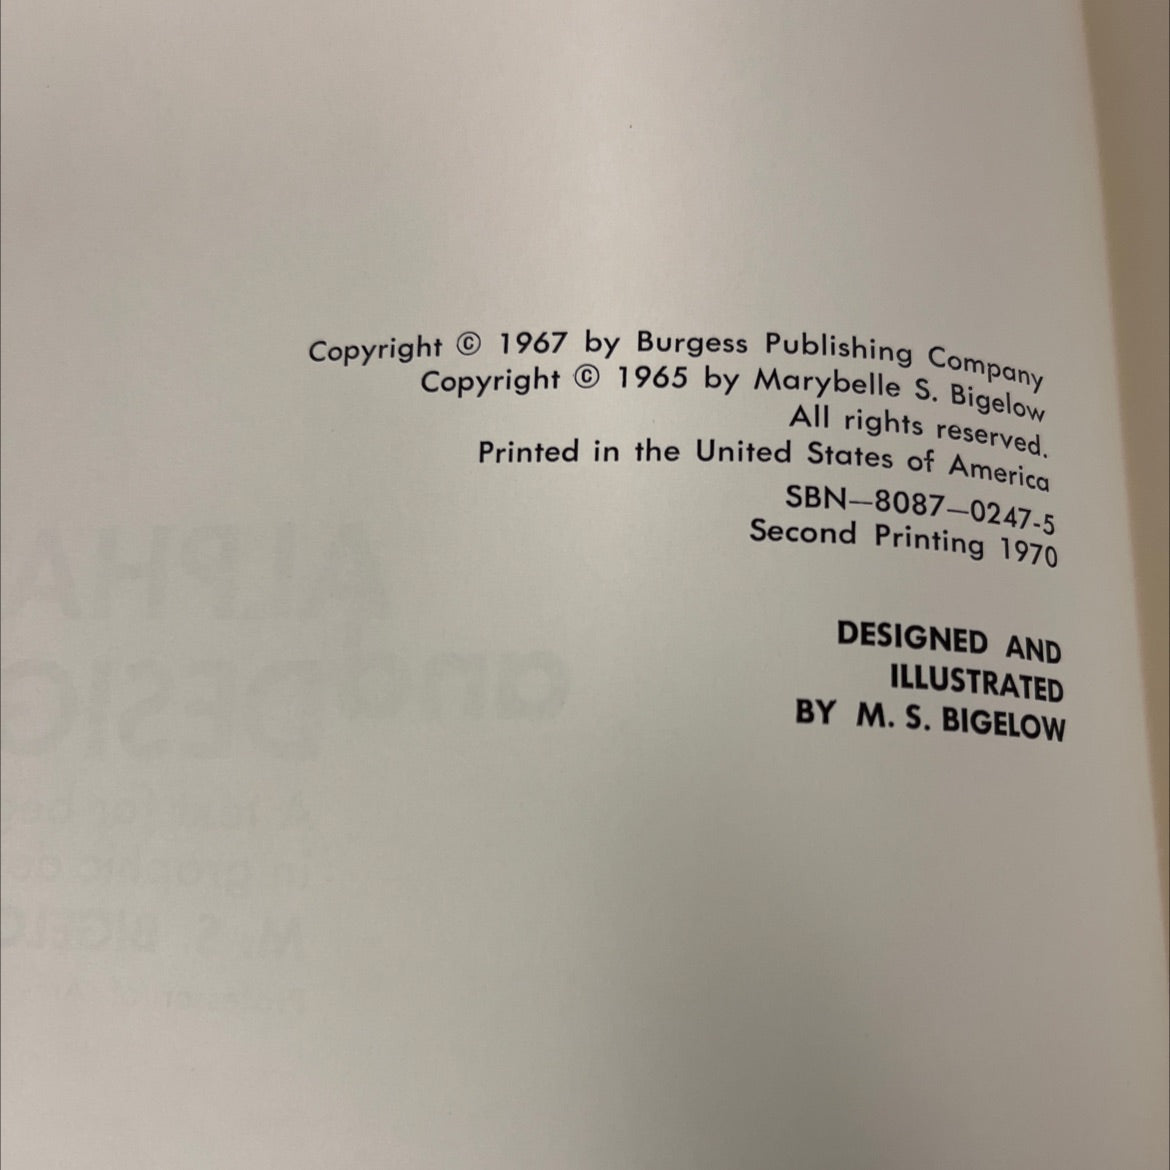 Copyright © 1967 by Burgess Publishing Company
Copyright © 1965 by Marybelle S. Bigelow
All rights reserved.
Printed in the United States of America
SBN—8087—0247-5
Second Printing 1970
DESIGNED AND
ILLUSTRATED
BY M. S. BIGELOW